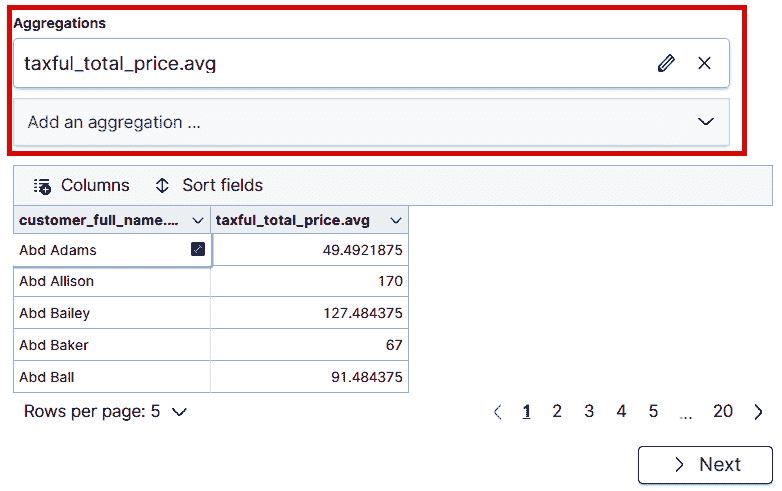 Aggregations
taxful_total_price.avg
Add an aggregation ...
Columns Sort fields
customer_full_name.... taxful_total_price.avg
Abd Adams 49.4921875
Abd Allison 170
Abd Bailey 127.484375
Abd Baker 67
Abd Ball 91.484375
Rows per page: 5 1 2 3 4 5 ... 20
Next